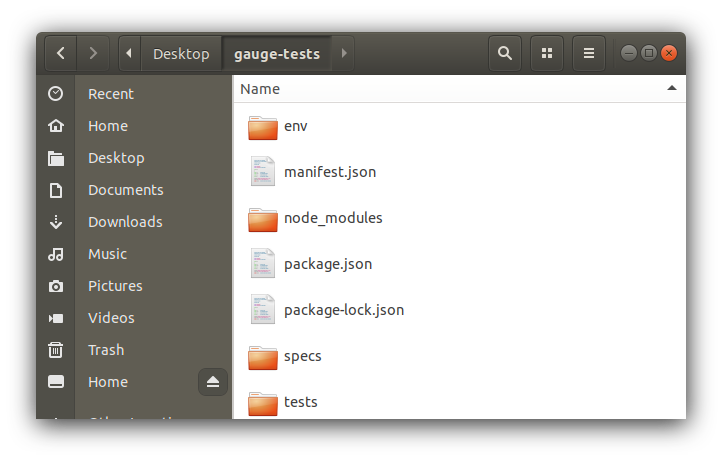 Desktop
gauge-tests
Name
Recent
Home
Desktop
Documents
Downloads
Music
Pictures
Videos
Trash
Home
env
manifest.json
node_modules
package.json
package-lock.json
specs
tests